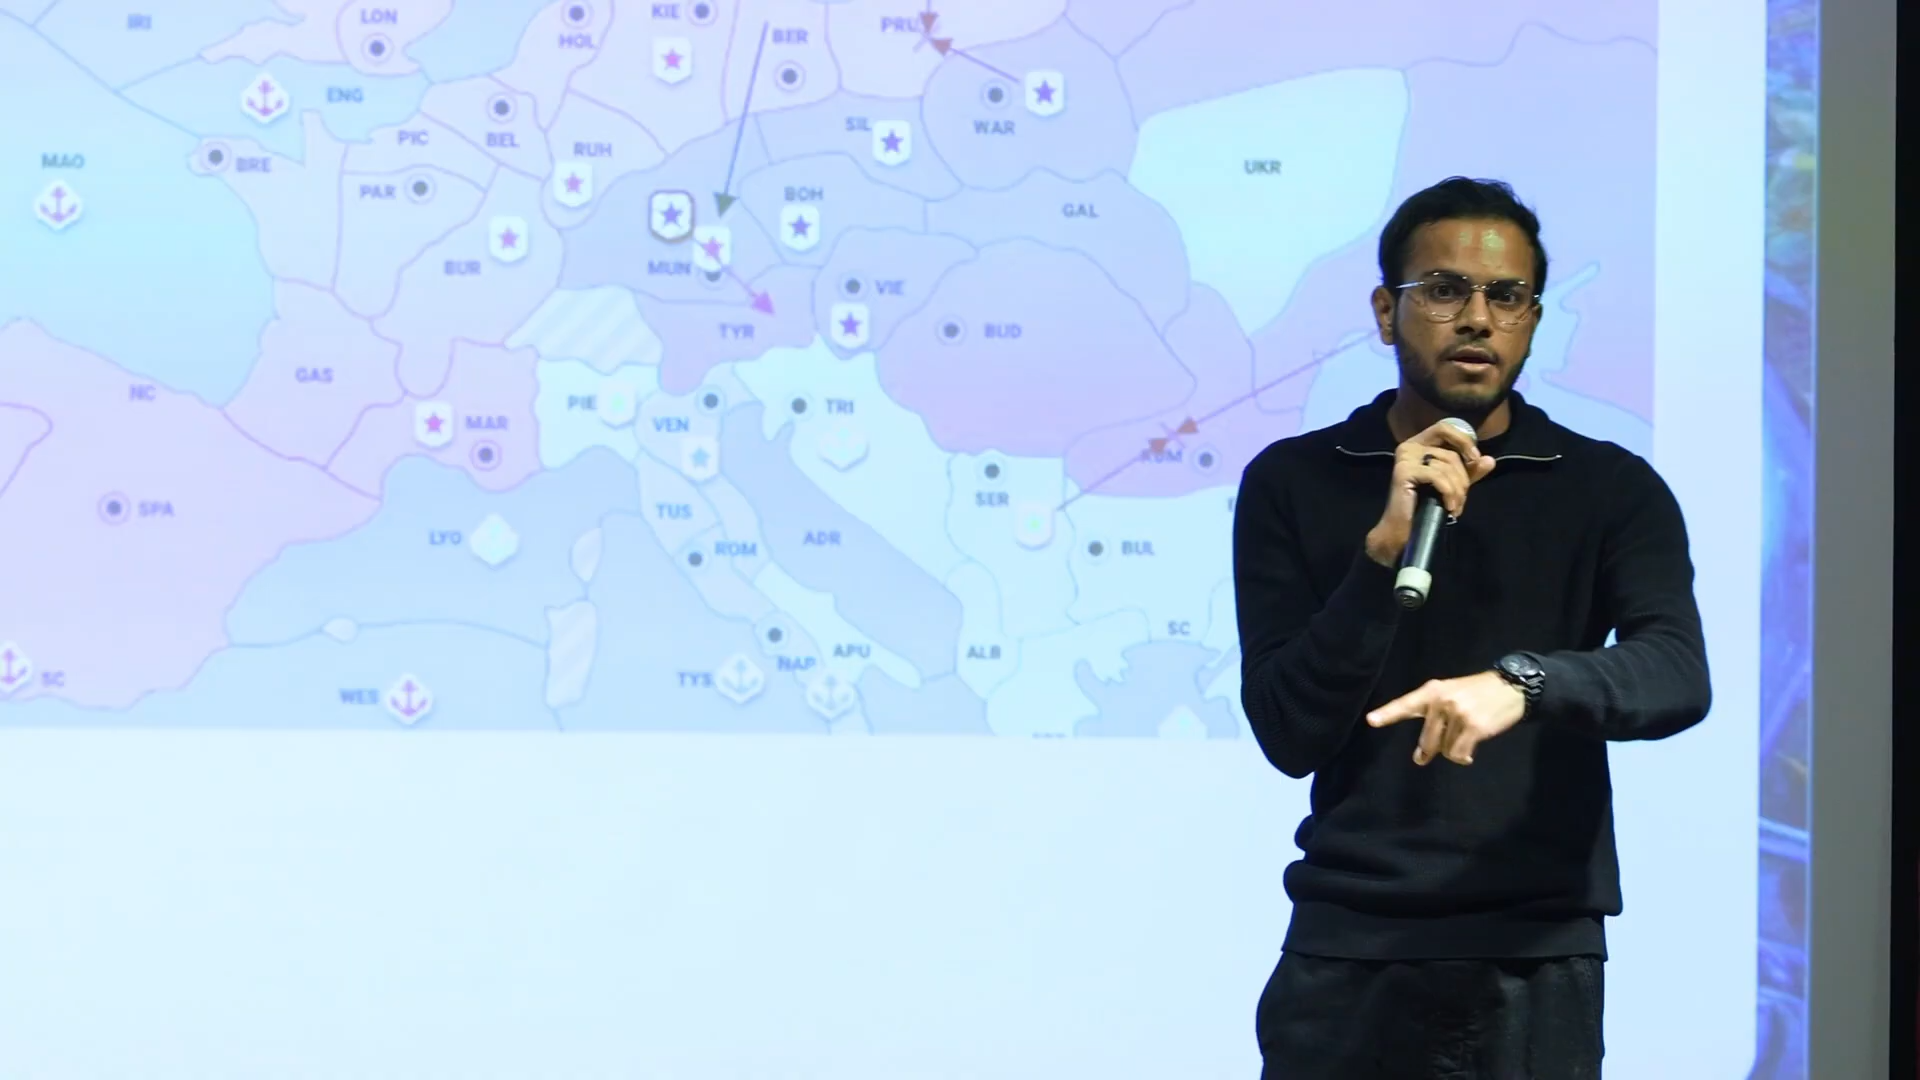 IRI
LON
KIE
HOL
BER
PRU
ENG
PIC
BEL
RUH
SIL
WAR
MAO
BRE
PAR
BOH
UKR
GAL
BUR
MUN
VIE
TYR
BUD
NC
GAS
PIE
MAR
VEN
TRI
RUM
SPA
SER
TUS
LYO
ROM
ADR
BUL
SC
NAP
APU
ALB
SC
WES
TYS